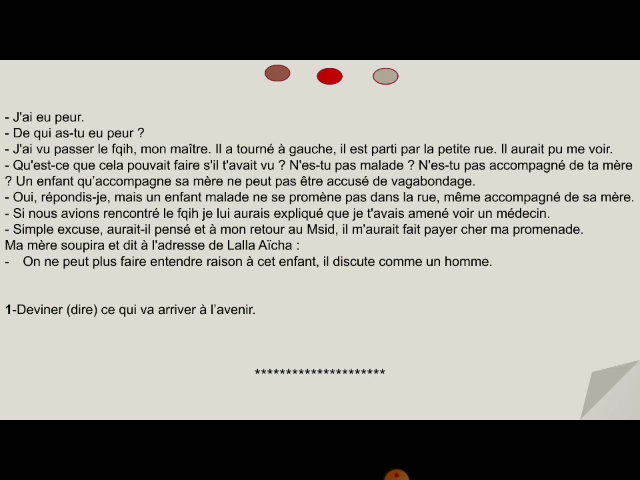 - J'ai eu peur.
- De qui as-tu eu peur ?
- J'ai vu passer le fqih, mon maître. Il a tourné à gauche, il est parti par la petite rue. Il aurait pu me voir.
- Qu'est-ce que cela pouvait faire s'il t'avait vu ? N'es-tu pas malade ? N'es-tu pas accompagné de ta mère
? Un enfant qu’accompagne sa mère ne peut pas être accusé de vagabondage.
- Oui, répondis-je, mais un enfant malade ne se promène pas dans la rue, même accompagné de sa mère.
- Si nous avions rencontré le fqih je lui aurais expliqué que je t'avais amené voir un médecin.
- Simple excuse, aurait-il pensé et à mon retour au Msid, il m'aurait fait payer cher ma promenade.
Ma mère soupira et dit à l'adresse de Lalla Aïcha :
- On ne peut plus faire entendre raison à cet enfant, il discute comme un homme.
1-Deviner (dire) ce qui va arriver à l’avenir.
*********************